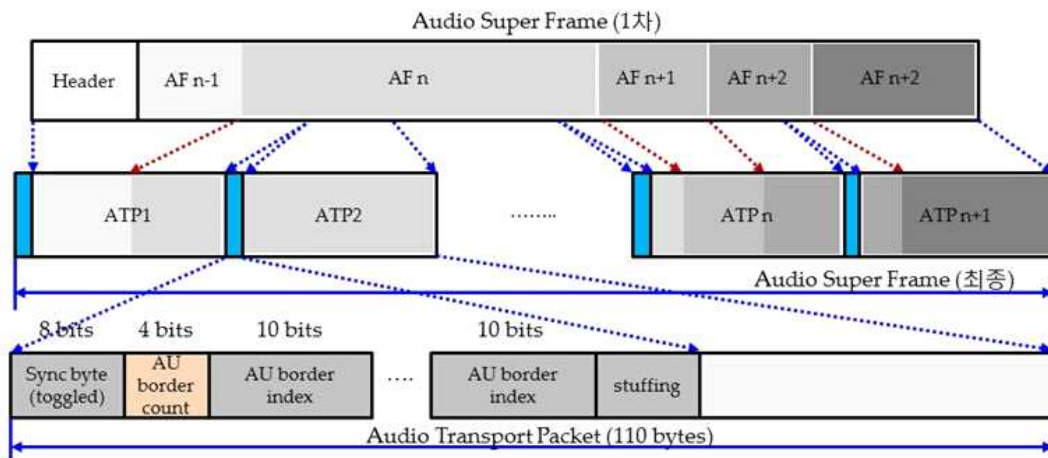 Audio Super Frame (1차)
Header AF n-1 AF n AF n+1 AF n+2 AF n+2
ATP1 ATP2 ........ ATP n ATP n+1
Audio Super Frame (최종)
8 bits 4 bits 10 bits 10 bits
Sync byte
(toggled)
AU
border
count
AU border
index
....
AU border
index
stuffing
Audio Transport Packet (110 bytes)